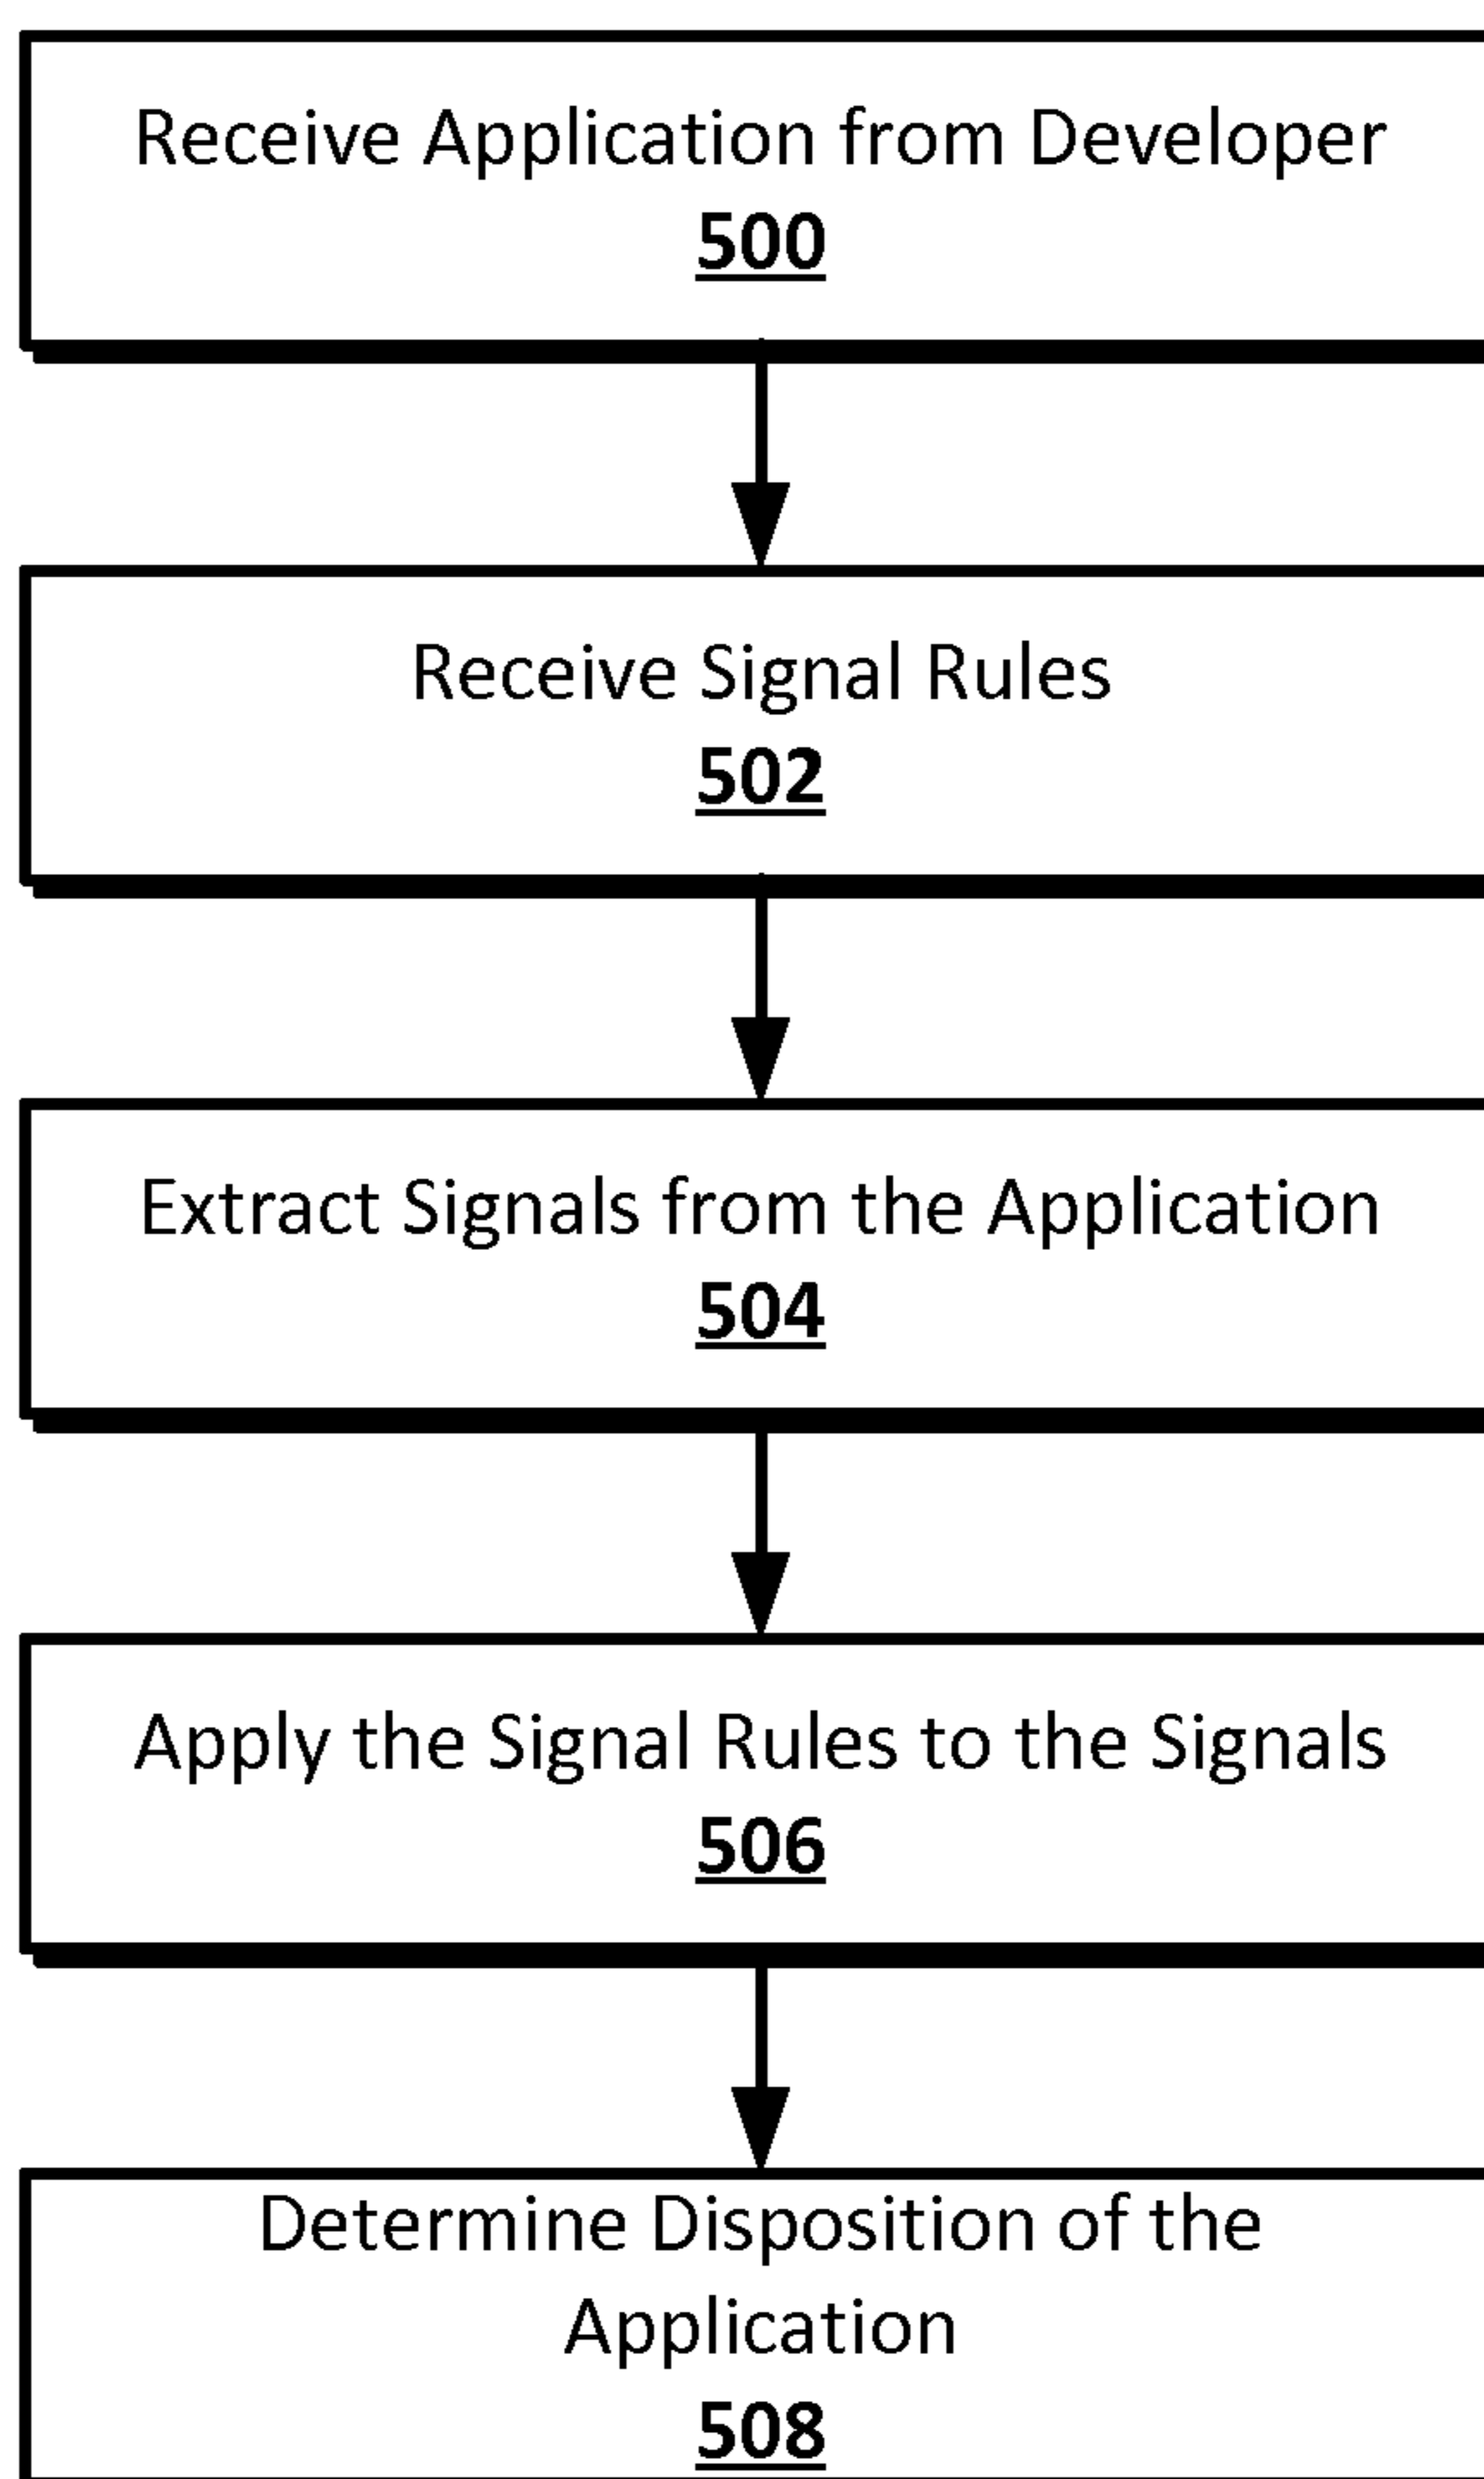 Receive Application from Developer
500
Receive Signal Rules
502
Extract Signals from the Application
504
Apply the Signal Rules to the Signals
506
Determine Disposition of the
Application
508